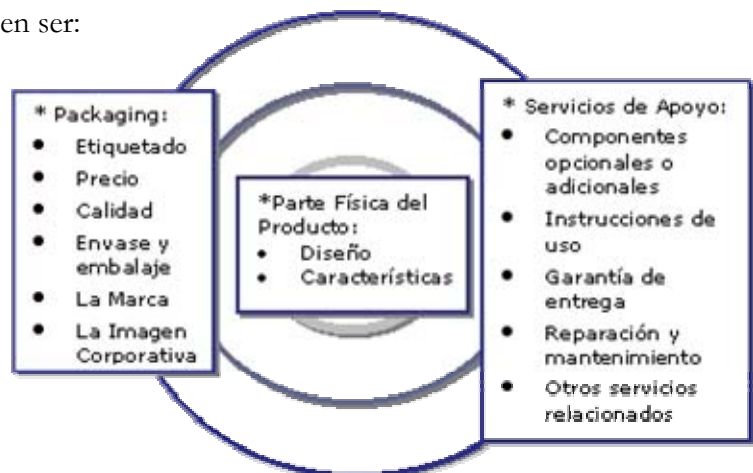 en ser:
* Packaging:
• Etiquetado
• Precio
• Calidad
• Envase y
embalaje
• La Marca
• La Imagen
Corporativa
*Parte Física del
Producto:
• Diseño
• Características
* Servicios de Apoyo:
• Componentes
opcionales o
adicionales
• Instrucciones de
uso
• Garantía de
entrega
• Reparación y
mantenimiento
• Otros servicios
relacionados